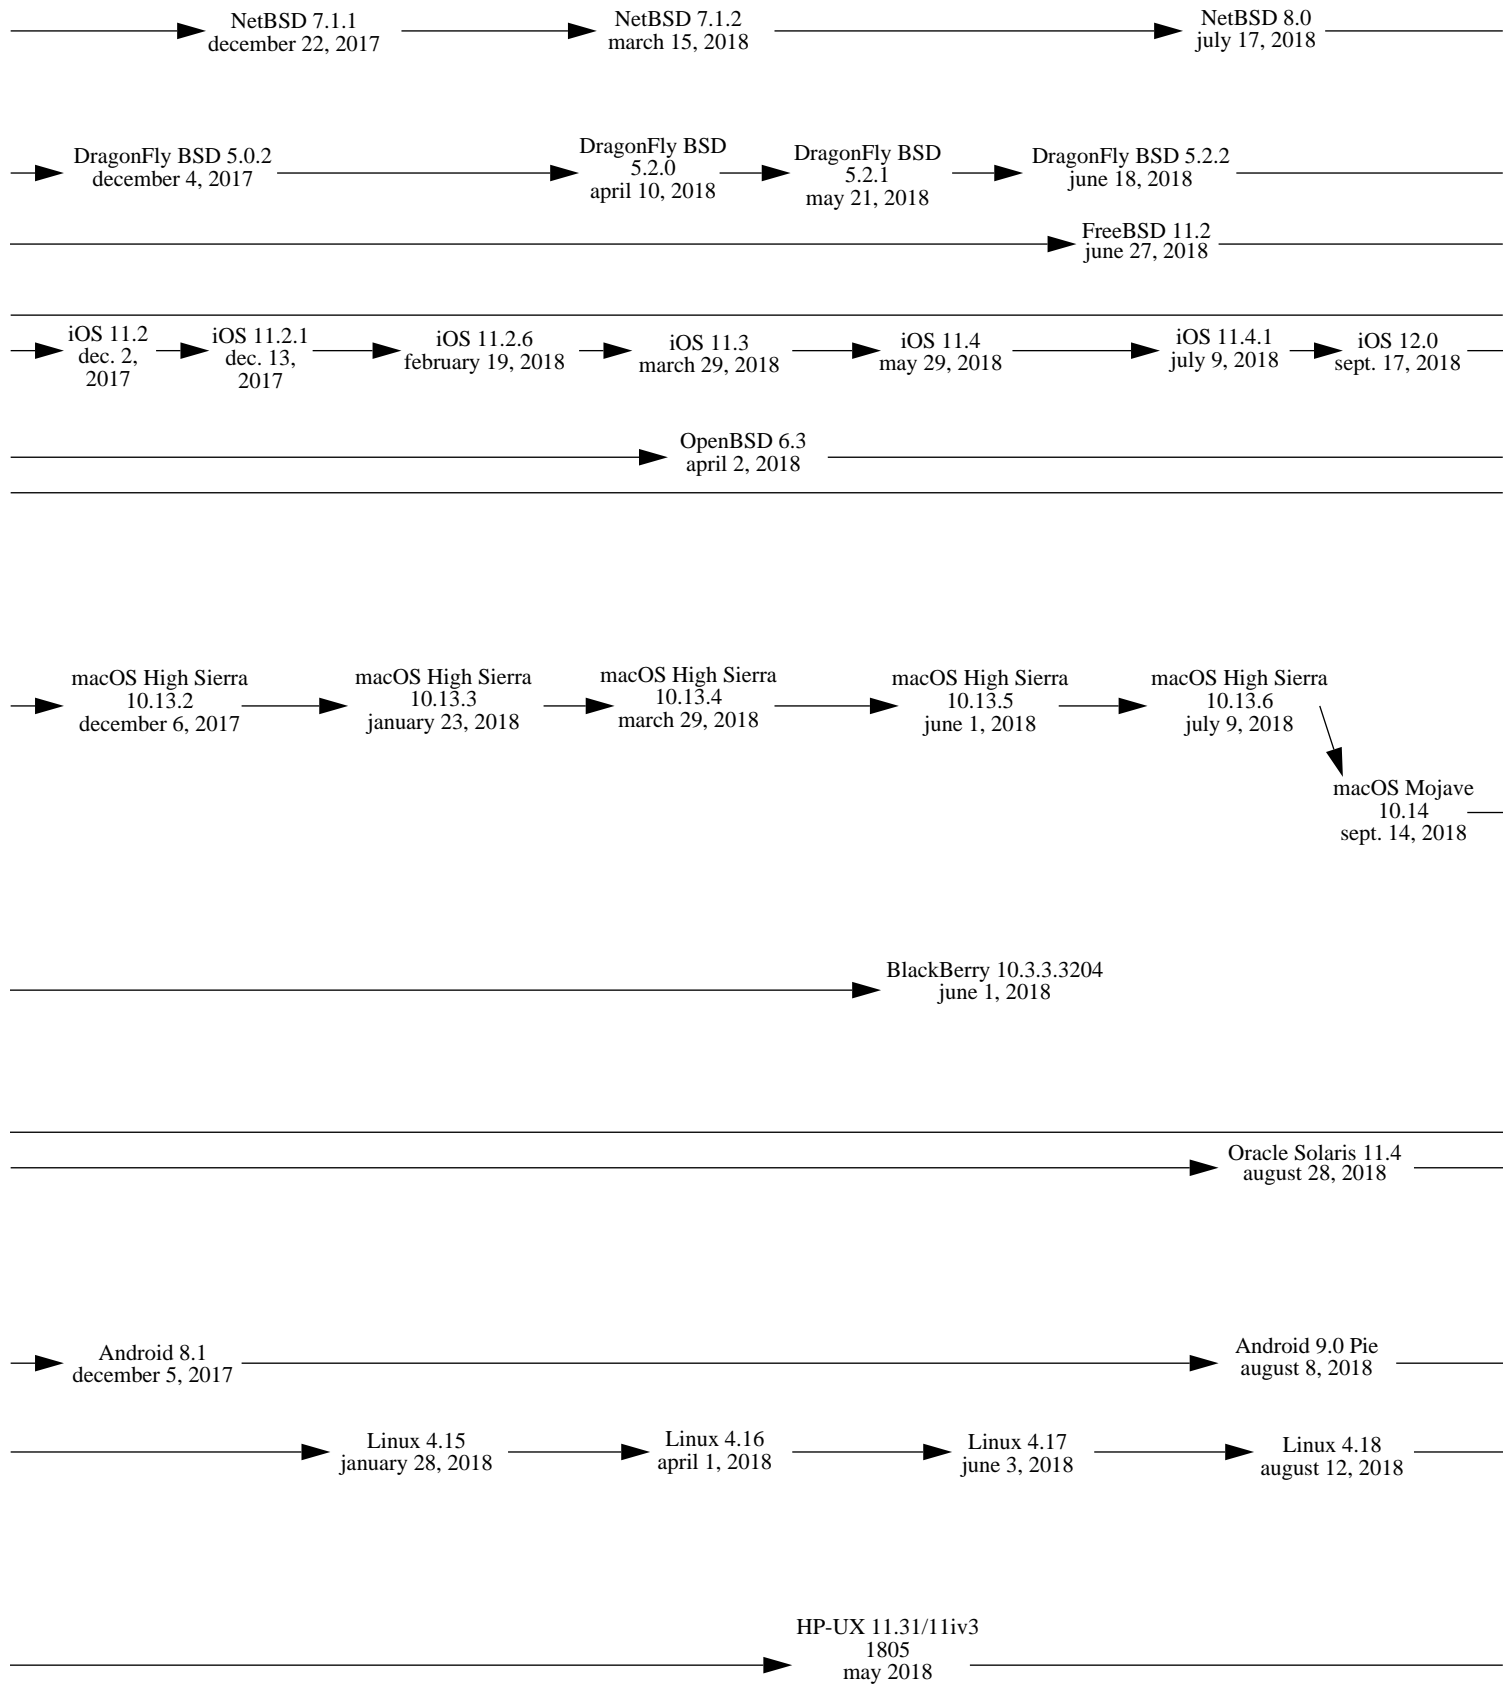 NetBSD 7.1.1
december 22, 2017
NetBSD 7.1.2
march 15, 2018
NetBSD 8.0
july 17, 2018
DragonFly BSD 5.0.2
december 4, 2017
DragonFly BSD
5.2.0
april 10, 2018
DragonFly BSD
5.2.1
may 21, 2018
DragonFly BSD 5.2.2
june 18, 2018
FreeBSD 11.2
june 27, 2018
iOS 11.2
dec. 2,
2017
iOS 11.2.1
dec. 13,
2017
iOS 11.2.6
february 19, 2018
iOS 11.3
march 29, 2018
iOS 11.4
may 29, 2018
iOS 11.4.1
july 9, 2018
iOS 12.0
sept. 17, 2018
OpenBSD 6.3
april 2, 2018
macOS High Sierra
10.13.2
december 6, 2017
macOS High Sierra
10.13.3
january 23, 2018
macOS High Sierra
10.13.4
march 29, 2018
macOS High Sierra
10.13.5
june 1, 2018
macOS High Sierra
10.13.6
july 9, 2018
macOS Mojave
10.14
sept. 14, 2018
BlackBerry 10.3.3.3204
june 1, 2018
Oracle Solaris 11.4
august 28, 2018
Android 8.1
december 5, 2017
Android 9.0 Pie
august 8, 2018
Linux 4.15
january 28, 2018
Linux 4.16
april 1, 2018
Linux 4.17
june 3, 2018
Linux 4.18
august 12, 2018
HP-UX 11.31/11iv3
1805
may 2018